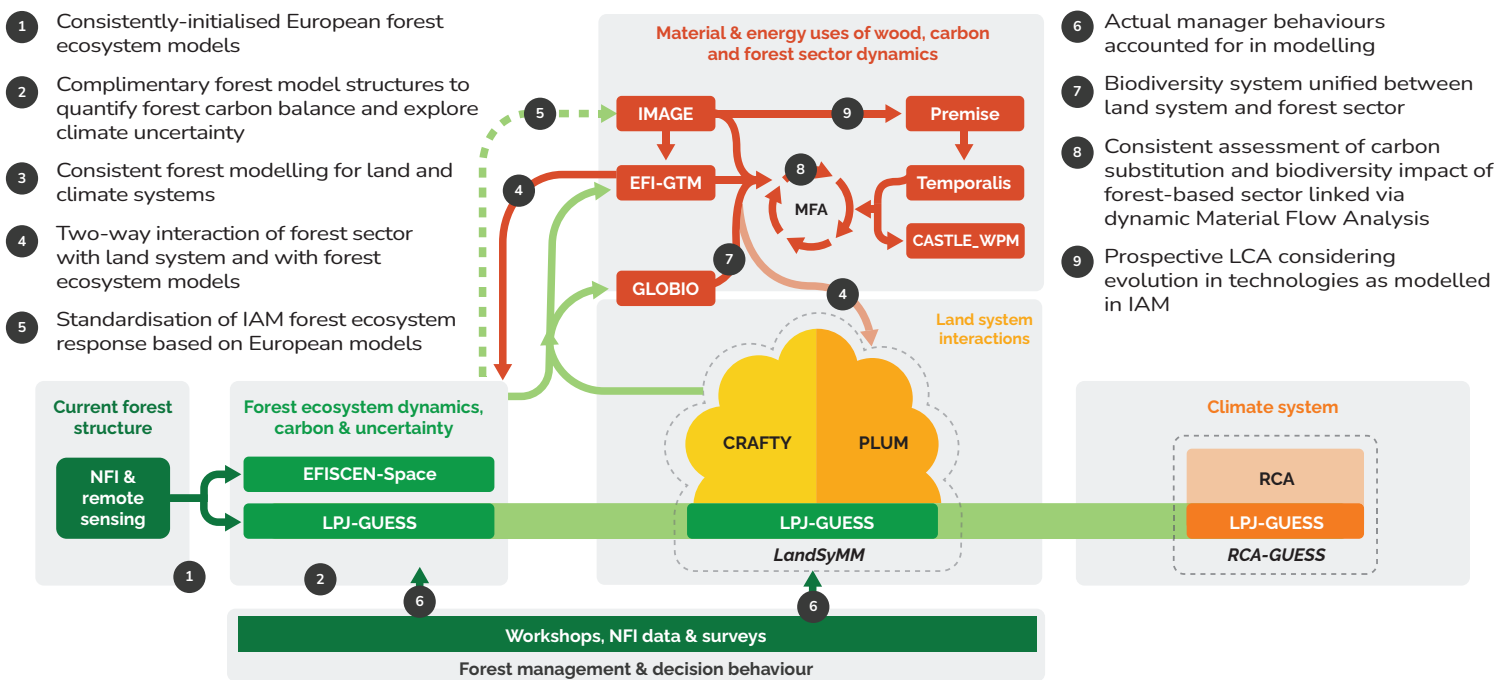 1
Consistently-initialised European forest
ecosystem models
2
Complimentary forest model structures to
quantify forest carbon balance and explore
climate uncertainty
3
Consistent forest modelling for land and
climate systems
4
Two-way interaction of forest sector
with land system and with forest
ecosystem models
5
Standardisation of IAM forest ecosystem
response based on European models
Material & energy uses of wood, carbon
and forest sector dynamics
5
IMAGE
9
Premise
4
EFI-GTM
8
MFA
Temporalis
CASTLE_WPM
7
GLOBIO
4
6
Actual manager behaviours
accounted for in modelling
7
Biodiversity system unified between
land system and forest sector
8
Consistent assessment of carbon
substitution and biodiversity impact of
forest-based sector linked via
dynamic Material Flow Analysis
9
Prospective LCA considering
evolution in technologies as modelled
in IAM
Current forest
structure
NFI &
remote
sensing
1
Forest ecosystem dynamics,
carbon & uncertainty
EFISCEN-Space
LPJ-GUESS
2
6
Land system
interactions
CRAFTY
PLUM
LPJ-GUESS
LandSyMM
6
Climate system
RCA
LPJ-GUESS
RCA-GUESS
Workshops, NFI data & surveys
Forest management & decision behaviour